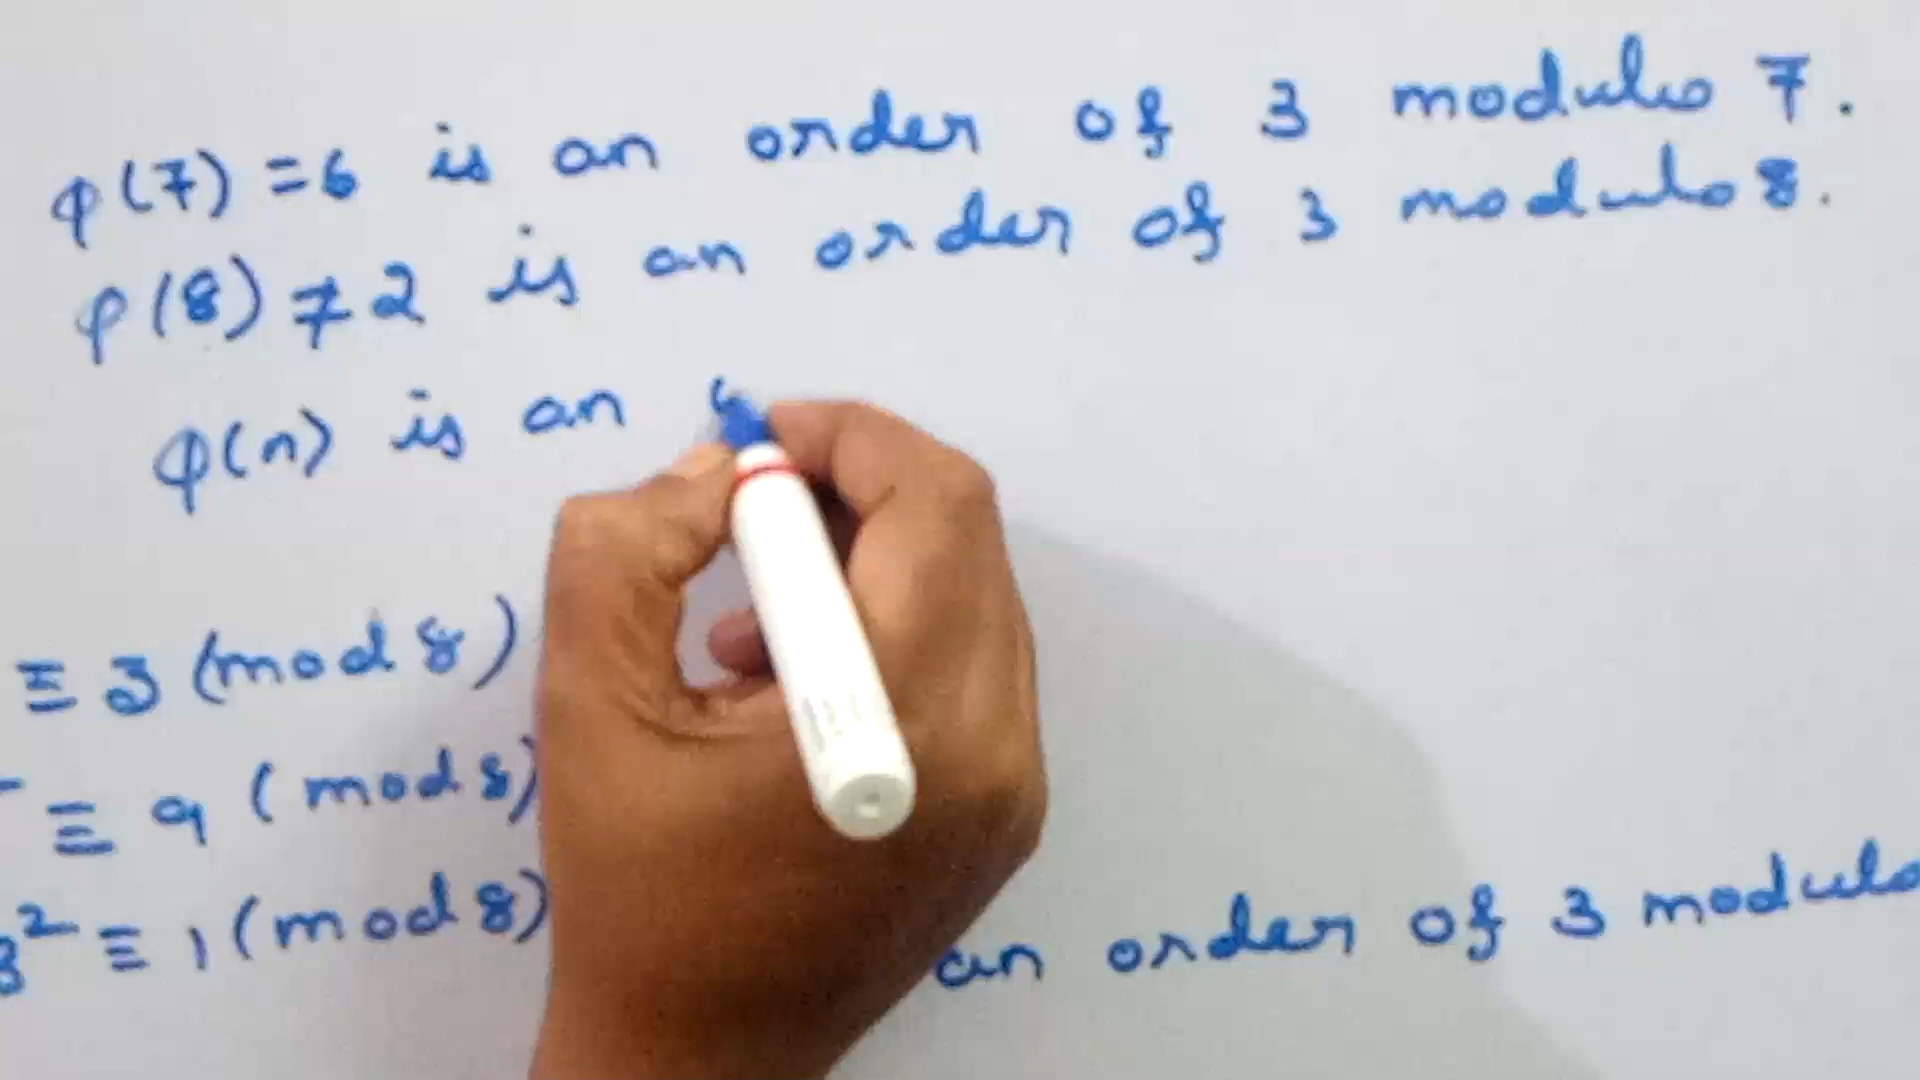 φ(7) = 6 is an order of 3 modulo 7.
φ(8) ≠ 2 is an order of 3 modulo 8.
φ(n) is an
≡ 3 (mod 8)
≡ 9 (mod 8)
3² ≡ 1 (mod 8) an order of 3 modulo